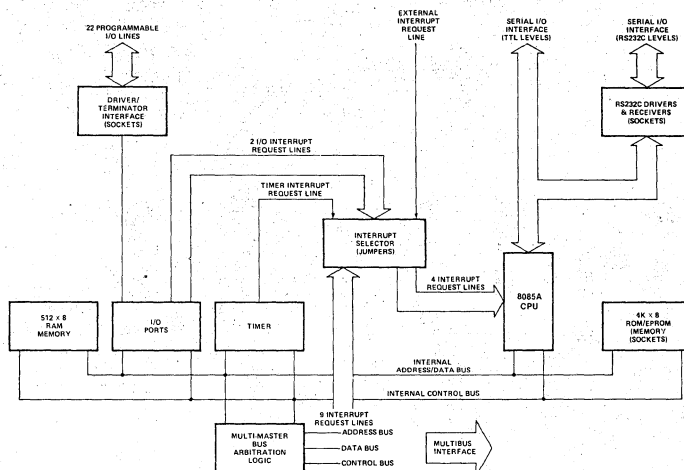 22 PROGRAMMABLE
I/O LINES
EXTERNAL
INTERRUPT
REQUEST
LINE
SERIAL I/O
INTERFACE
(TTL LEVELS)
SERIAL I/O
INTERFACE
(RS232C LEVELS)
DRIVER/
TERMINATOR
INTERFACE
(SOCKETS)
RS232C DRIVERS
& RECEIVERS
(SOCKETS)
2 I/O INTERRUPT
REQUEST LINES
TIMER INTERRUPT
REQUEST LINE
INTERRUPT
SELECTOR
(JUMPERS)
4 INTERRUPT
REQUEST LINES
8085A
CPU
512 x 8
RAM
MEMORY
I/O
PORTS
TIMER
4K x 8
ROM/EPROM
(MEMORY
(SOCKETS)
INTERNAL
ADDRESS/DATA BUS
INTERNAL CONTROL BUS
9 INTERRUPT
REQUEST LINES
MULTI-MASTER
BUS
ARBITRATION
LOGIC
ADDRESS BUS
DATA BUS
CONTROL BUS
MULTIBUS
INTERFACE